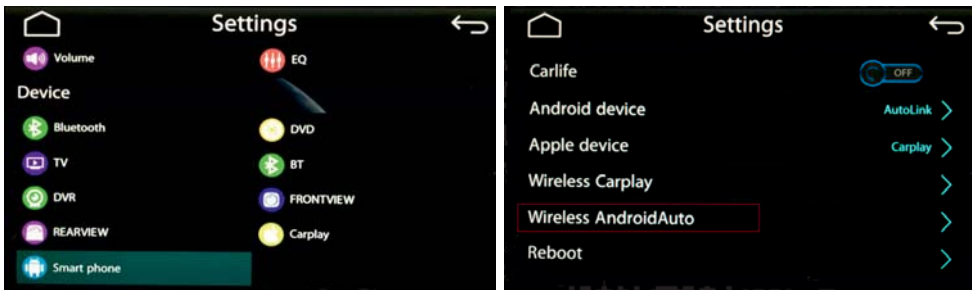 Settings
Volume
EQ
Device
Bluetooth
DVD
TV
BT
DVR
FRONTVIEW
REARVIEW
Carplay
Smart phone
Settings
Carlife
OFF
Android device
AutoLink
Apple device
Carplay
Wireless Carplay
Wireless AndroidAuto
Reboot